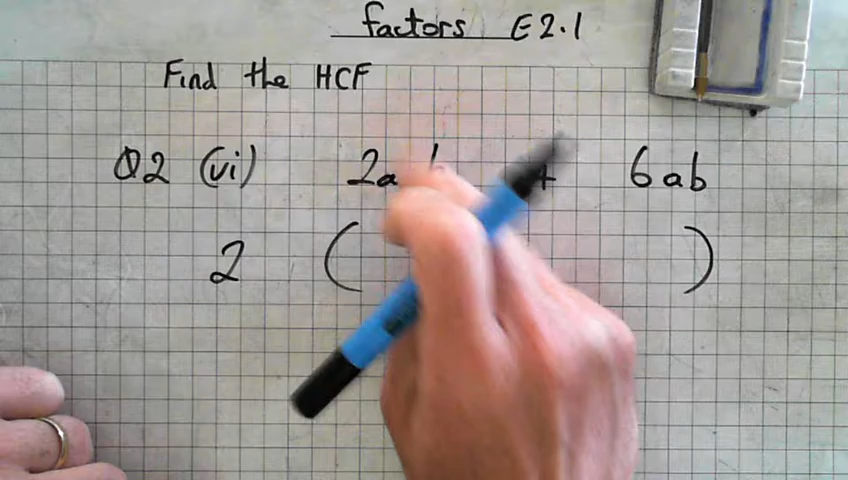 Factors E2.1
Find the HCF
Q2 (vi) 2a + 6ab
2 ( )